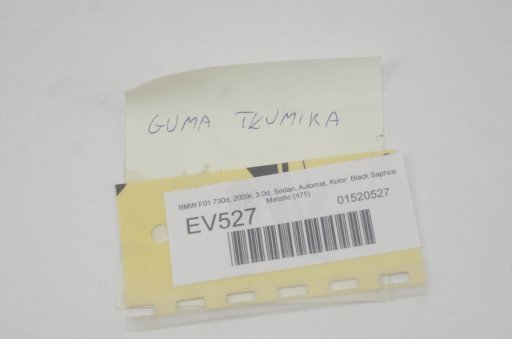 GUMA TŁUMIKA
BMW F01 730d, 2009r, 3.0d, Sedan, Automat, Kolor: Black Saphire
Metallic (475)
EV527
01520527